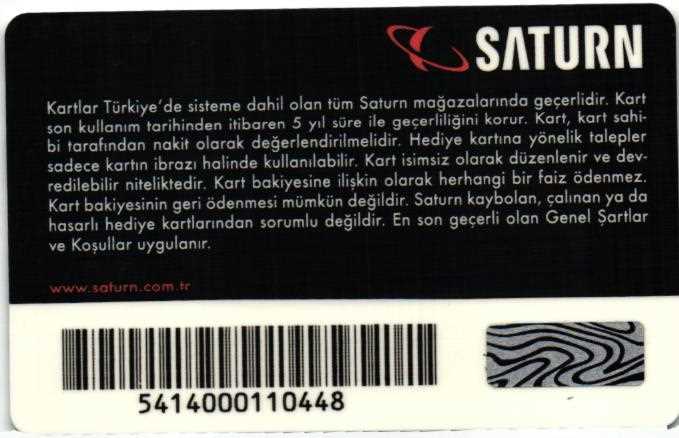 SATURN
Kartlar Türkiye'de sisteme dahil olan tüm Saturn mağazalarında geçerlidir. Kart
son kullanım tarihinden itibaren 5 yıl süre ile geçerliliğini korur. Kart, kart sahi-
bi tarafından nakit olarak değerlendirilmelidir. Hediye kartına yönelik talepler
sadece kartın ibrazı halinde kullanılabilir. Kart isimsiz olarak düzenlenir ve dev-
redilebilir niteliktedir. Kart bakiyesine ilişkin olarak herhangi bir faiz ödenmez.
Kart bakiyesinin geri ödenmesi mümkün değildir. Saturn kaybolan, çalınan ya da
hasarlı hediye kartlarından sorumlu değildir. En son geçerli olan Genel Şartlar
ve Koşullar uygulanır.
www.saturn.com.tr
5414000110448